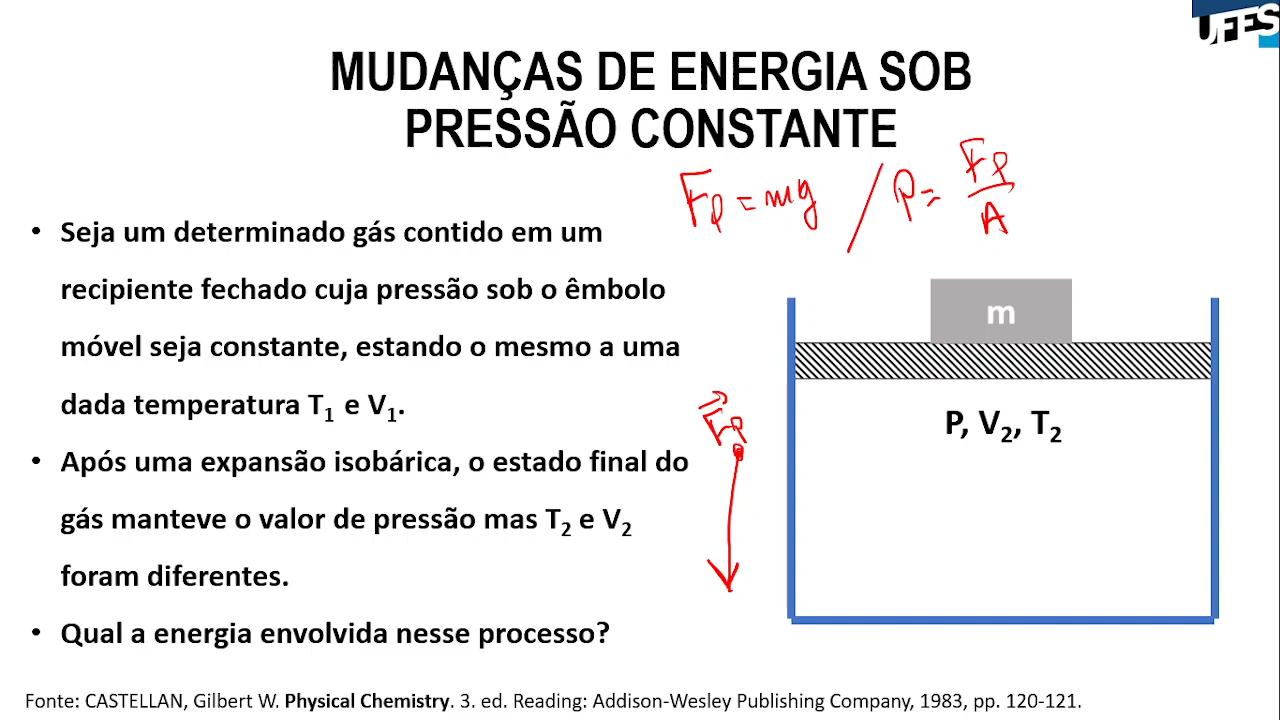 UFES
MUDANÇAS DE ENERGIA SOB
PRESSÃO CONSTANTE
Fp = mg / P = Fp/A
• Seja um determinado gás contido em um
recipiente fechado cuja pressão sob o êmbolo
móvel seja constante, estando o mesmo a uma
dada temperatura T₁ e V₁.
• Após uma expansão isobárica, o estado final do
gás manteve o valor de pressão mas T₂ e V₂
foram diferentes.
• Qual a energia envolvida nesse processo?
m
P, V₂, T₂
Fp
Fonte: CASTELLAN, Gilbert W. Physical Chemistry. 3. ed. Reading: Addison-Wesley Publishing Company, 1983, pp. 120-121.